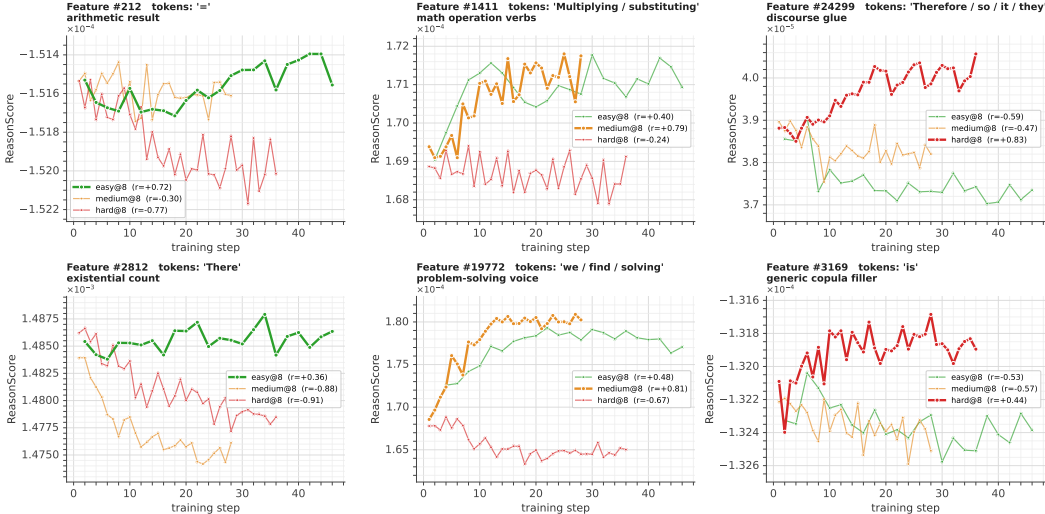 Feature #212 tokens: '='
arithmetic result
×10⁻⁴
−1.514
−1.516
−1.518
−1.520
−1.522
ReasonScore
easy@8 (r=+0.72)
medium@8 (r=-0.30)
hard@8 (r=-0.77)
0 10 20 30 40
training step
Feature #1411 tokens: 'Multiplying / substituting'
math operation verbs
×10⁻⁴
1.72
1.71
1.70
1.69
1.68
ReasonScore
easy@8 (r=+0.40)
medium@8 (r=+0.79)
hard@8 (r=-0.24)
0 10 20 30 40
training step
Feature #24299 tokens: 'Therefore / so / it / they'
discourse glue
×10⁻⁵
4.0
3.9
3.8
3.7
ReasonScore
easy@8 (r=-0.59)
medium@8 (r=-0.47)
hard@8 (r=+0.83)
0 10 20 30 40
training step
Feature #2812 tokens: 'There'
existential count
×10⁻³
1.4875
1.4850
1.4825
1.4800
1.4775
1.4750
ReasonScore
easy@8 (r=+0.36)
medium@8 (r=-0.88)
hard@8 (r=-0.91)
0 10 20 30 40
training step
Feature #19772 tokens: 'we / find / solving'
problem-solving voice
×10⁻⁴
1.80
1.75
1.70
1.65
ReasonScore
easy@8 (r=+0.48)
medium@8 (r=+0.81)
hard@8 (r=-0.67)
0 10 20 30 40
training step
Feature #3169 tokens: 'is'
generic copula filler
×10⁻⁴
−1.316
−1.318
−1.320
−1.322
−1.324
−1.326
ReasonScore
easy@8 (r=-0.53)
medium@8 (r=-0.57)
hard@8 (r=+0.44)
0 10 20 30 40
training step